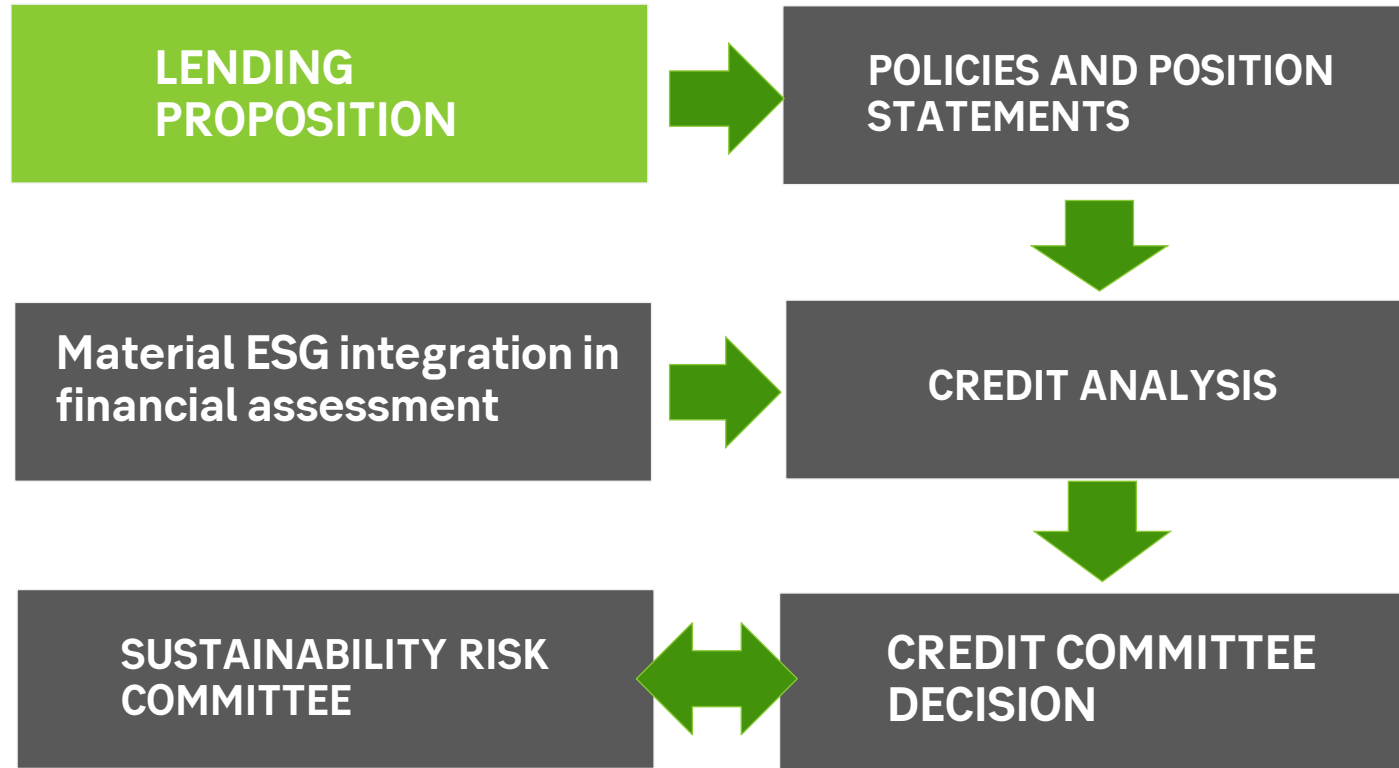 LENDING
PROPOSITION
POLICIES AND POSITION
STATEMENTS
Material ESG integration in
financial assessment
CREDIT ANALYSIS
SUSTAINABILITY RISK
COMMITTEE
CREDIT COMMITTEE
DECISION